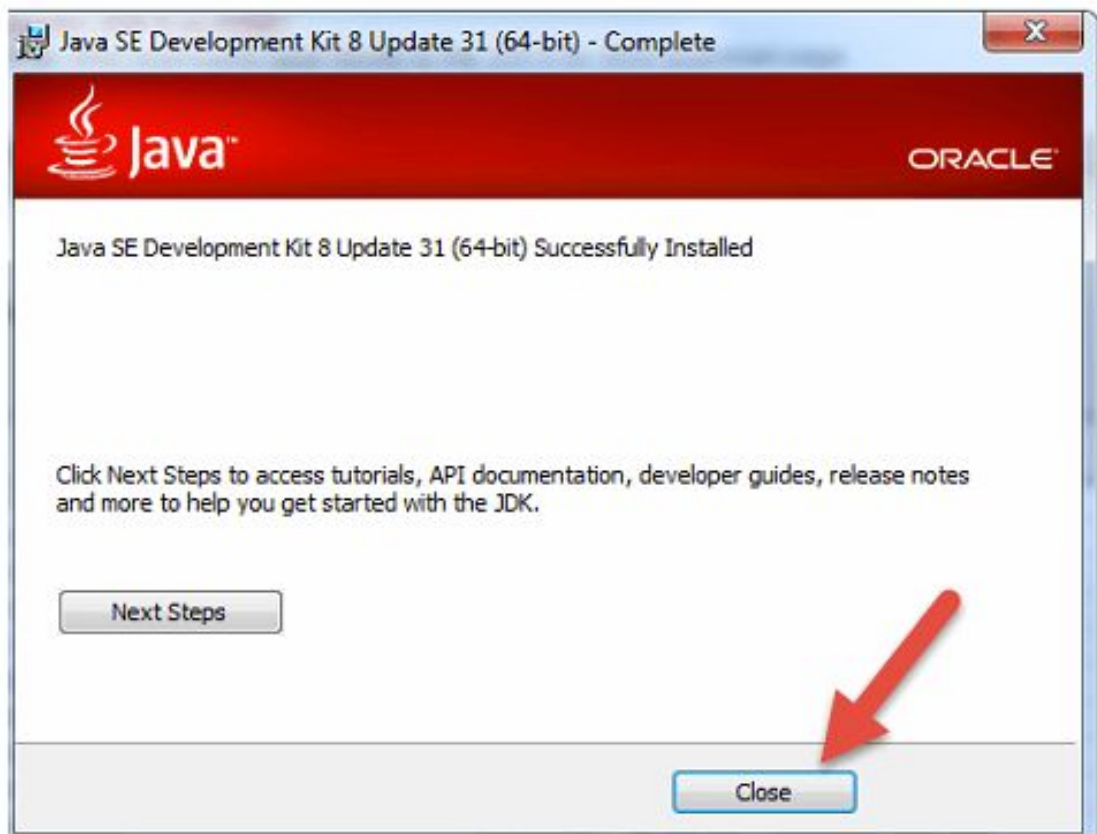 Java SE Development Kit 8 Update 31 (64-bit) - Complete
Java™
ORACLE®
Java SE Development Kit 8 Update 31 (64-bit) Successfully Installed
Click Next Steps to access tutorials, API documentation, developer guides, release notes
and more to help you get started with the JDK.
Next Steps
Close